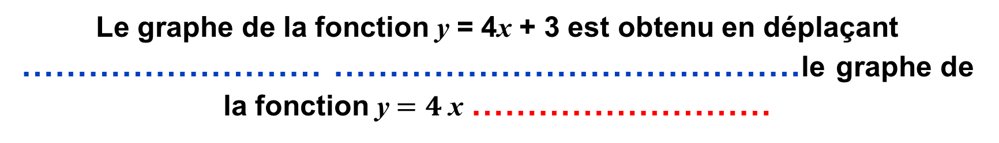 Le graphe de la fonction y = 4x + 3 est obtenu en déplaçant
........................... ..........................................le graphe de
la fonction y = 4 x ...........................